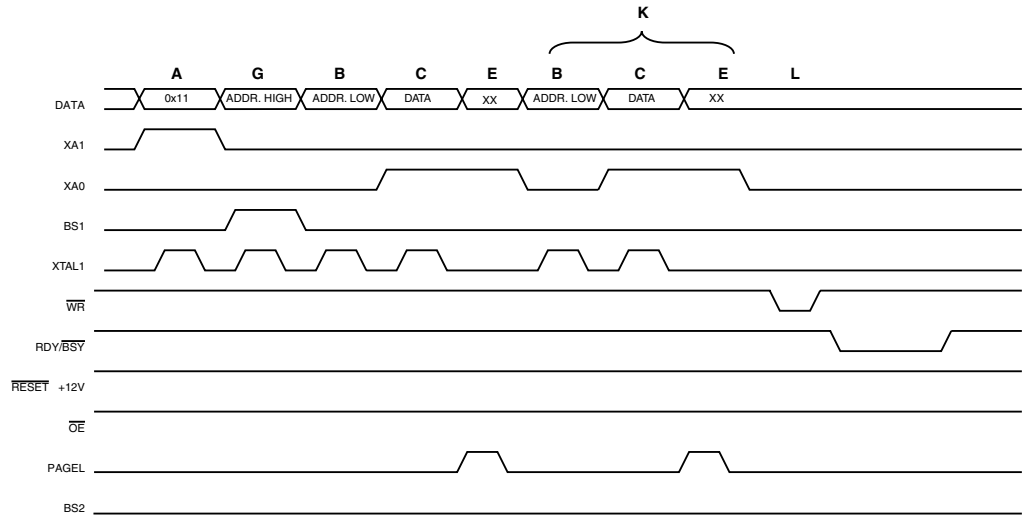 K
A G B C E B C E L
DATA 0x11 ADDR. HIGH ADDR. LOW DATA XX ADDR. LOW DATA XX
XA1
XA0
BS1
XTAL1
WR
RDY/BSY
RESET +12V
OE
PAGEL
BS2